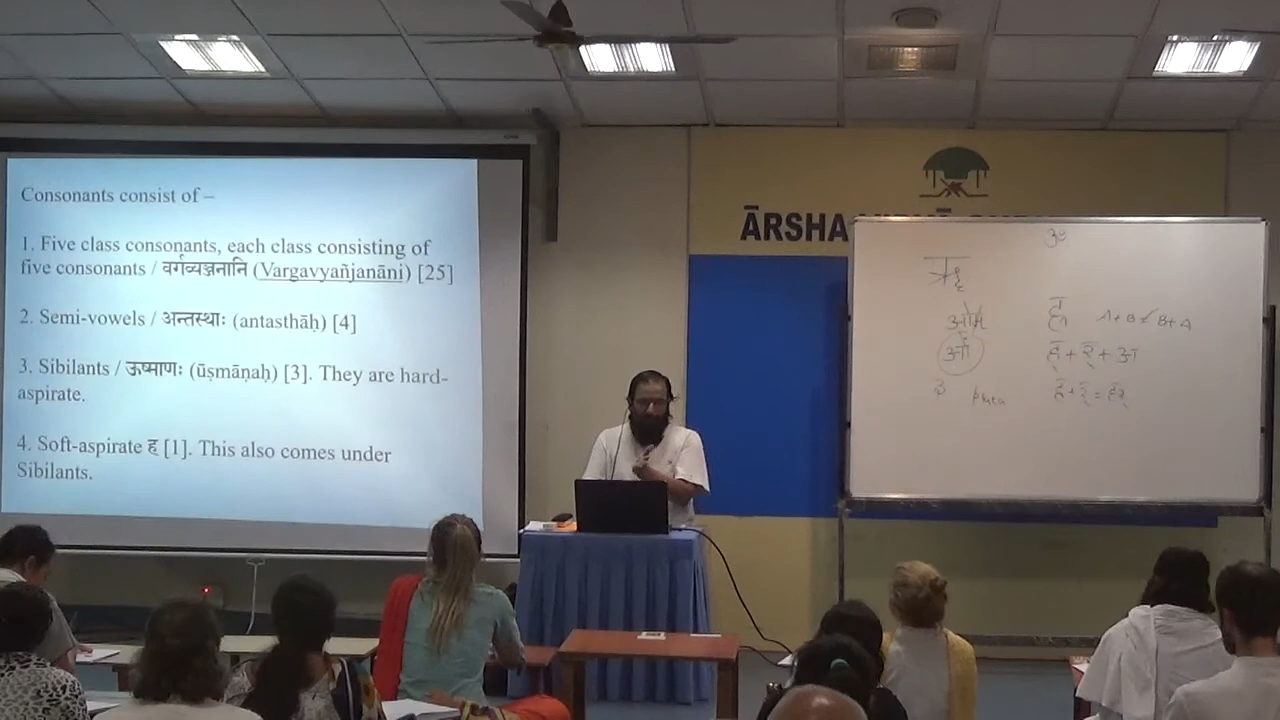 Consonants consist of –
1. Five class consonants, each class consisting of
five consonants / वर्गव्यञ्जनानि (Vargavyañjanāni) [25]
2. Semi-vowels / अन्तस्थाः (antasthāḥ) [4]
3. Sibilants / ऊष्माणः (ūṣmāṇaḥ) [3]. They are hard-
aspirate.
4. Soft-aspirate ह [1]. This also comes under
Sibilants.
ĀRSHA
ॐ
A+B ≠ B+A
ओ
ह् + र् + अ
३ pluta